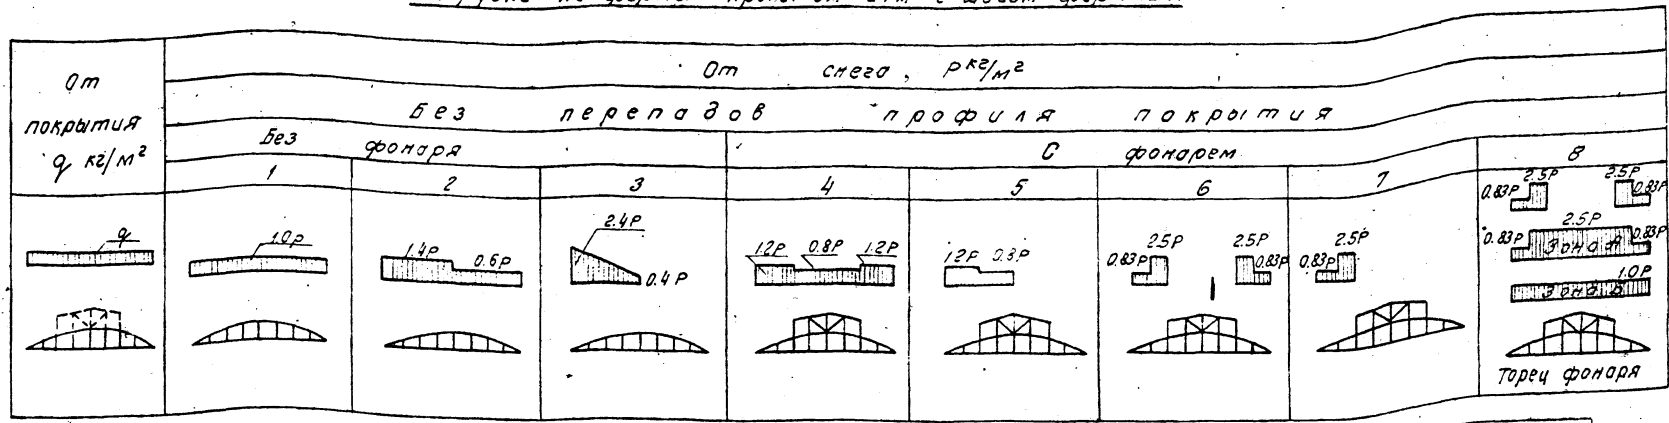 От
покрытия
q кг/м²
От снега, P кг/м²
Без перепадов профиля покрытия
Без фонаря
С фонарем
1 2 3 4 5 6 7 8
q
1.0P
1.4P 0.6P
2.4P
0.4P
1.2P 0.8P 1.2P
1.2P 0.8P
2.5P 2.5P
0.83P 0.83P
2.5P
0.83P
2.5P 2.5P
0.83P 0.83P
2.5P
0.83P Зона А 0.83P
1.0P
Зона Б
Торец фонаря